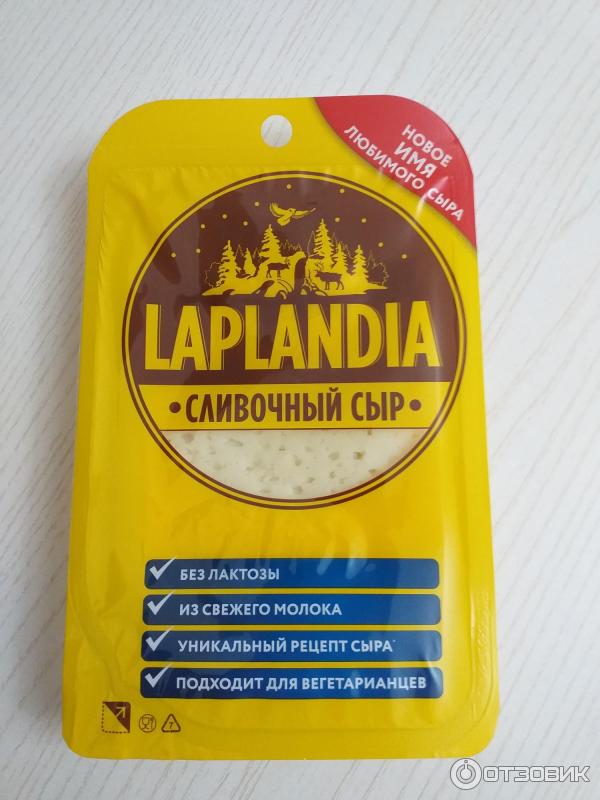 НОВОЕ
ИМЯ
ЛЮБИМОГО СЫРА
LAPLANDIA
•СЛИВОЧНЫЙ СЫР•
БЕЗ ЛАКТОЗЫ
ИЗ СВЕЖЕГО МОЛОКА
УНИКАЛЬНЫЙ РЕЦЕПТ СЫРА*
ПОДХОДИТ ДЛЯ ВЕГЕТАРИАНЦЕВ
7
ОТЗОВИК